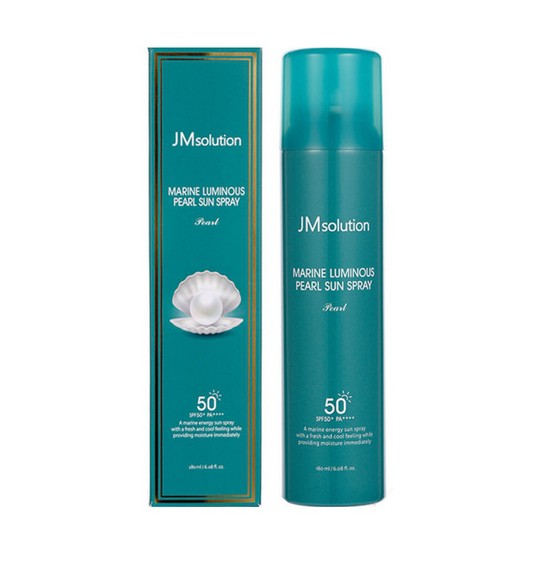 JMsolution
MARINE LUMINOUS
PEARL SUN SPRAY
Pearl
50
SPF50+ PA++++
A marine energy sun spray
with a fresh and cool feeling while
providing moisture immediately
180 ml / 6.08 fl. oz.
JMsolution
MARINE LUMINOUS
PEARL SUN SPRAY
Pearl
50
SPF50+ PA++++
A marine energy sun spray
with a fresh and cool feeling while
providing moisture immediately
180 ml / 6.08 fl. oz.